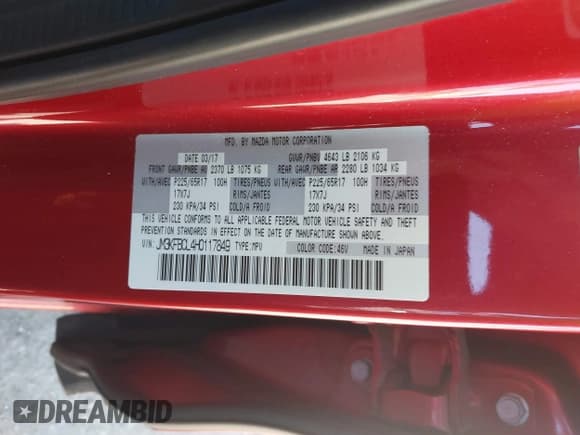 MFD. BY MAZDA MOTOR CORPORATION
DATE 03/17 GVWR/PNBV 4643 LB 2106 KG
FRONT GAWR/PNBE AV 2370 LB 1075 KG REAR GAWR/PNBE AR 2280 LB 1034 KG
WITH/AVEC P225/65R17 100H TIRES/PNEUS WITH/AVEC P225/65R17 100H TIRES/PNEUS
17X7J RIMS/JANTES 17X7J RIMS/JANTES
230 KPA/34 PSI COLD/A FROID 230 KPA/34 PSI COLD/A FROID
THIS VEHICLE CONFORMS TO ALL APPLICABLE FEDERAL MOTOR VEHICLE SAFETY AND THEFT
PREVENTION STANDARDS IN EFFECT ON THE DATE OF MANUFACTURE SHOWN ABOVE.
VIN: JM3KFBCL4H0117849 TYPE:MPV COLOR CODE:46V MADE IN JAPAN
DREAMBID